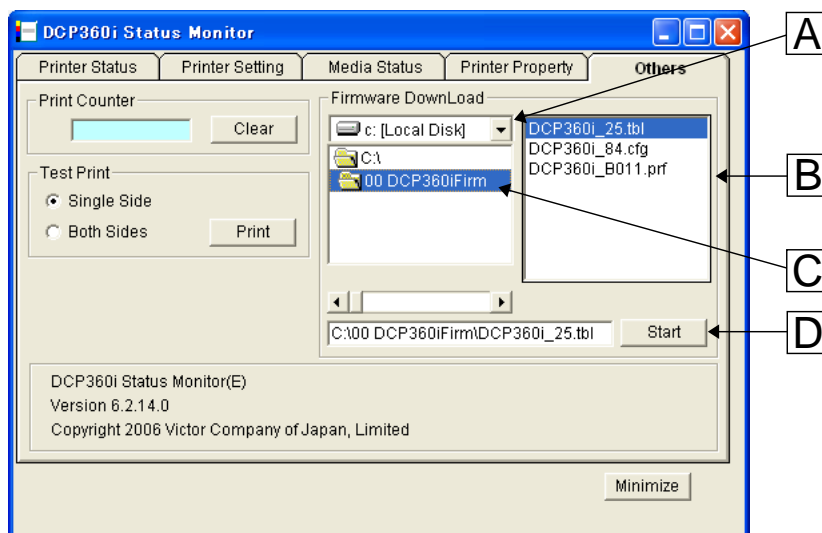 DCP360i Status Monitor
A
Printer Status Printer Setting Media Status Printer Property Others
Print Counter
Clear
Test Print
Single Side
Both Sides
Print
Firmware DownLoad
c: [Local Disk]
C:\
00 DCP360iFirm
DCP360i_25.tbl
DCP360i_84.cfg
DCP360i_B011.prf
B
C
C:\00 DCP360iFirm\DCP360i_25.tbl
Start
D
DCP360i Status Monitor(E)
Version 6.2.14.0
Copyright 2006 Victor Company of Japan, Limited
Minimize